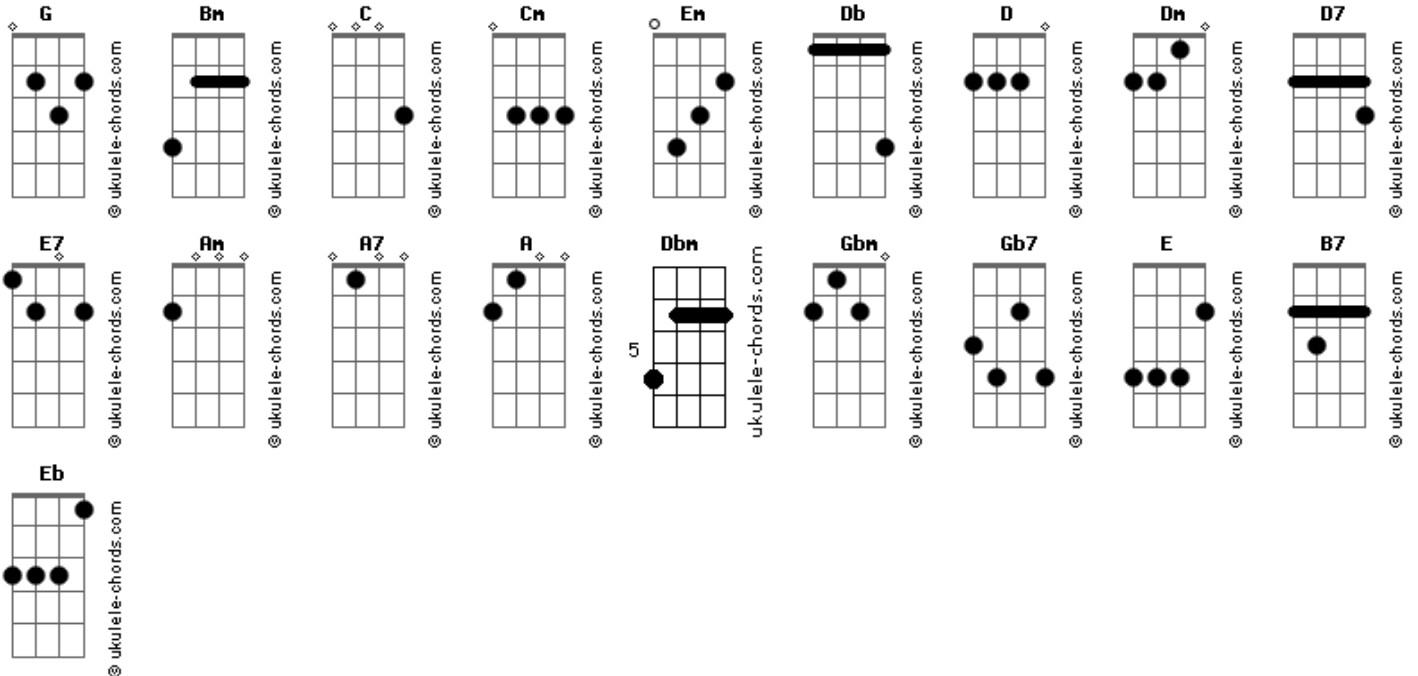 G Bm C Cm Em Db D Dm D7
© ukulele-chords.com © ukulele-chords.com © ukulele-chords.com © ukulele-chords.com © ukulele-chords.com © ukulele-chords.com © ukulele-chords.com © ukulele-chords.com © ukulele-chords.com
E7 Am A7 A Dbm Gbm Gb7 E B7
5
© ukulele-chords.com © ukulele-chords.com © ukulele-chords.com © ukulele-chords.com ukulele-chords.com © ukulele-chords.com © ukulele-chords.com © ukulele-chords.com © ukulele-chords.com
Eb
© ukulele-chords.com